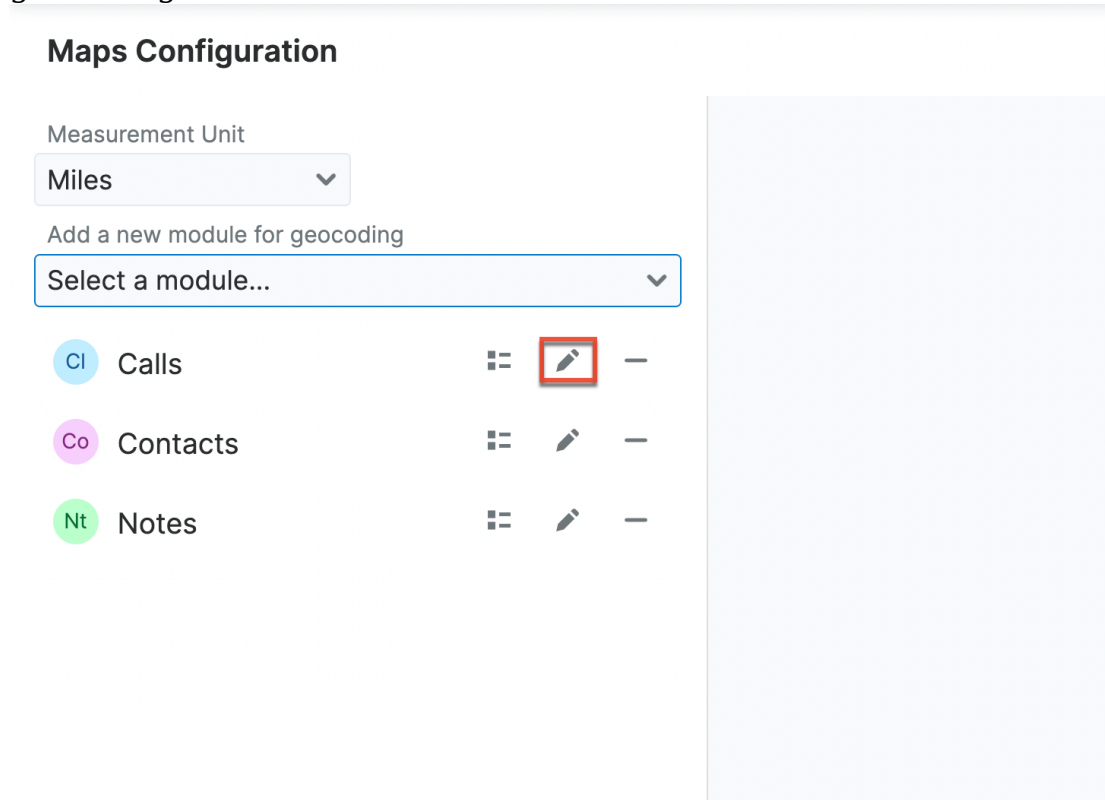 Maps Configuration
Measurement Unit
Miles
Add a new module for geocoding
Select a module...
Cl Calls
Co Contacts
Nt Notes